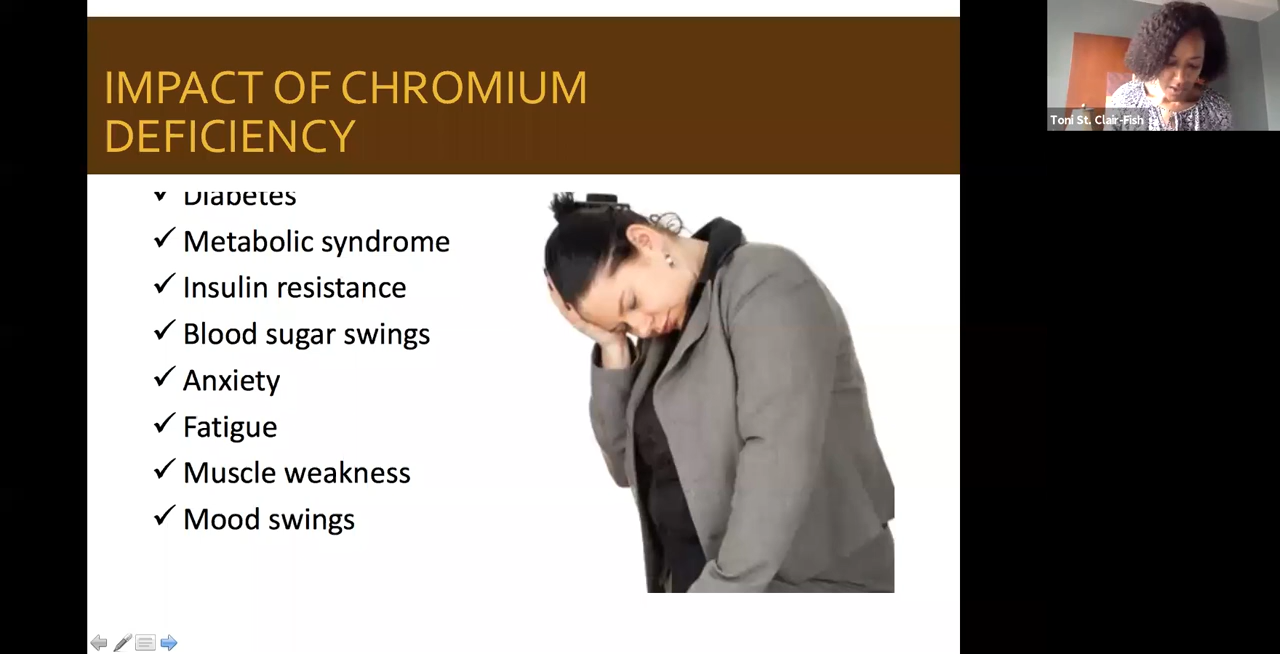 IMPACT OF CHROMIUM
DEFICIENCY
✓ Diabetes
✓ Metabolic syndrome
✓ Insulin resistance
✓ Blood sugar swings
✓ Anxiety
✓ Fatigue
✓ Muscle weakness
✓ Mood swings
Toni St. Clair-Fish